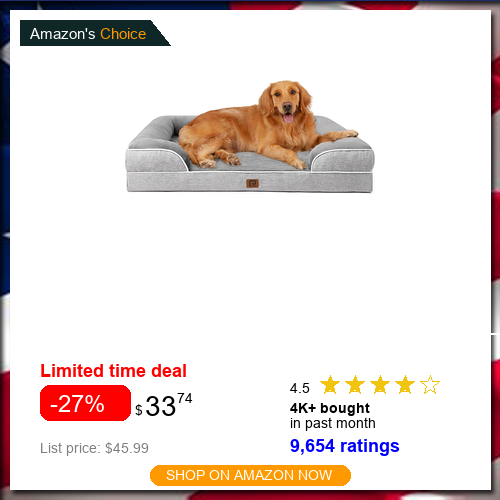 Amazon's Choice
Limited time deal
-27% $33.74
List price: $45.99
4.5
4K+ bought
in past month
9,654 ratings
SHOP ON AMAZON NOW